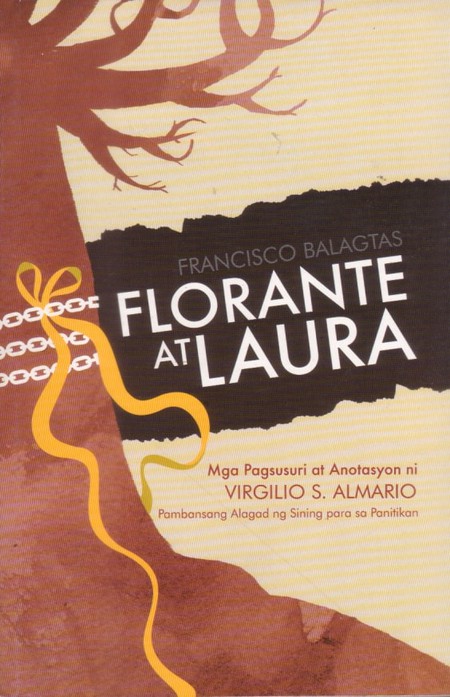 FRANCISCO BALAGTAS
FLORANTE
AT LAURA
Mga Pagsusuri at Anotasyon ni
VIRGILIO S. ALMARIO
Pambansang Alagad ng Sining para sa Panitikan